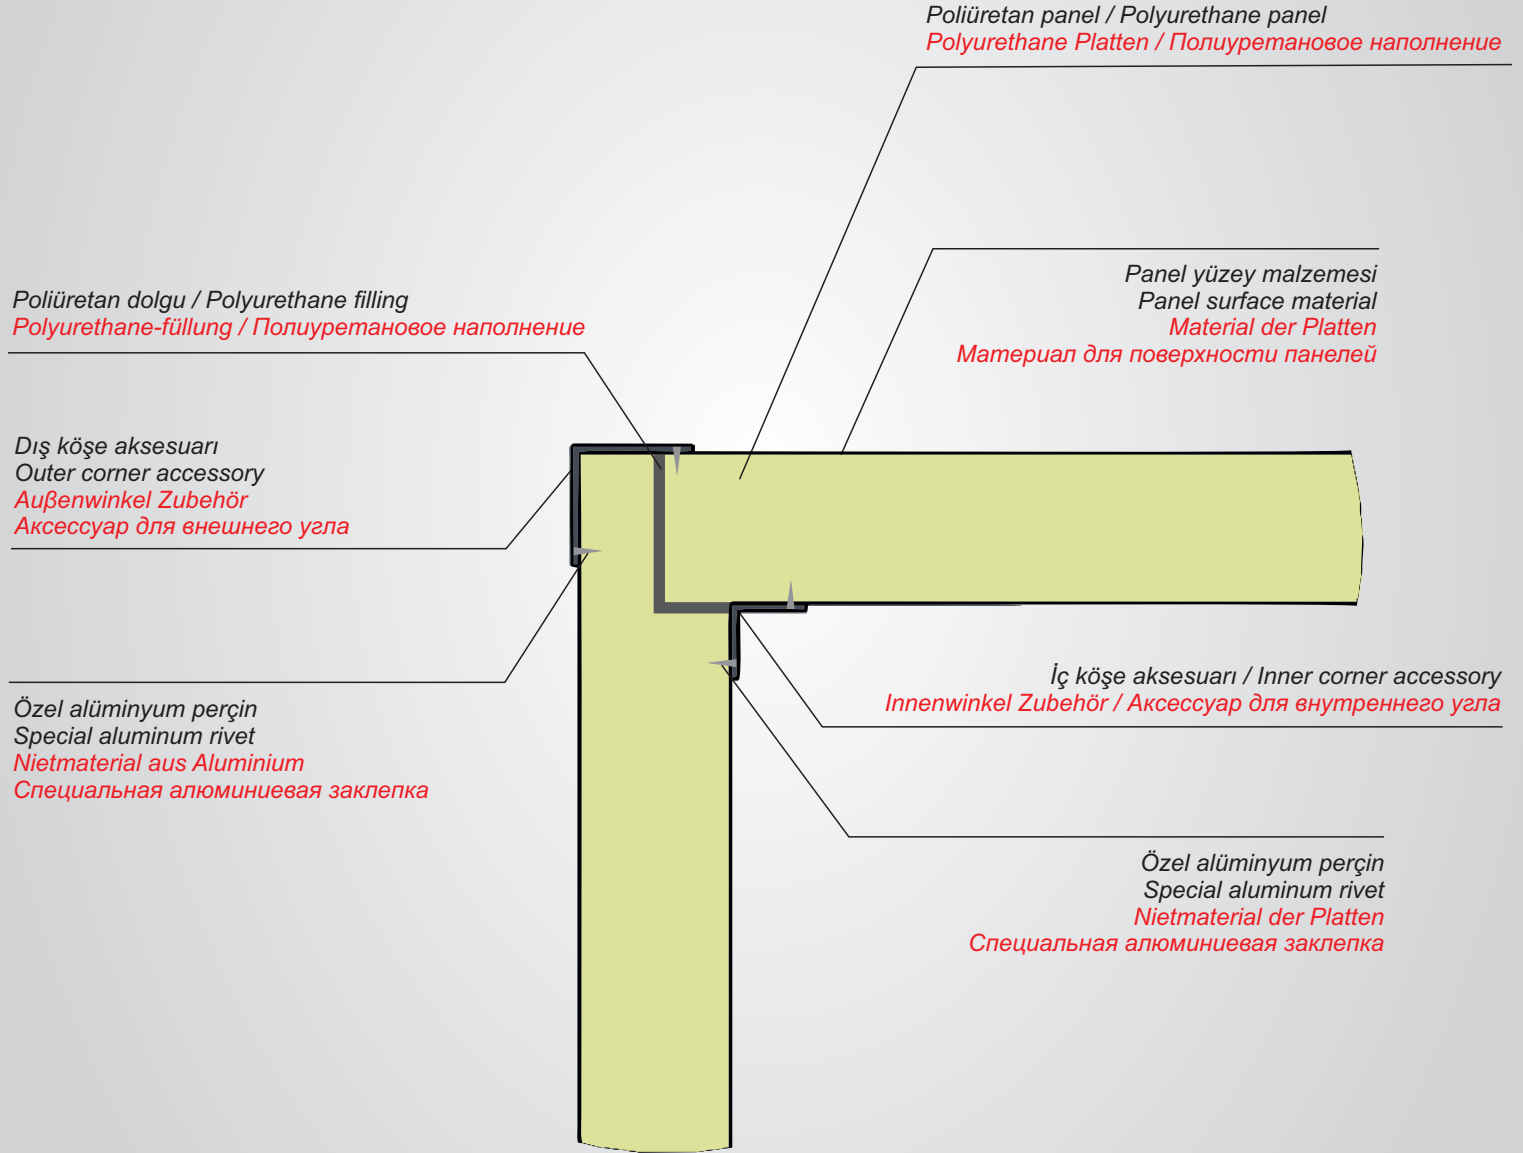 Poliüretan panel / Polyurethane panel
Polyurethane Platten / Полиуретановое наполнение
Panel yüzey malzemesi
Panel surface material
Material der Platten
Материал для поверхности панелей
Poliüretan dolgu / Polyurethane filling
Polyurethane-füllung / Полиуретановое наполнение
Dış köşe aksesuarı
Outer corner accessory
Außenwinkel Zubehör
Аксессуар для внешнего угла
Özel alüminyum perçin
Special aluminum rivet
Nietmaterial aus Aluminium
Специальная алюминиевая заклепка
İç köşe aksesuarı / Inner corner accessory
Innenwinkel Zubehör / Аксессуар для внутреннего угла
Özel alüminyum perçin
Special aluminum rivet
Nietmaterial der Platten
Специальная алюминиевая заклепка